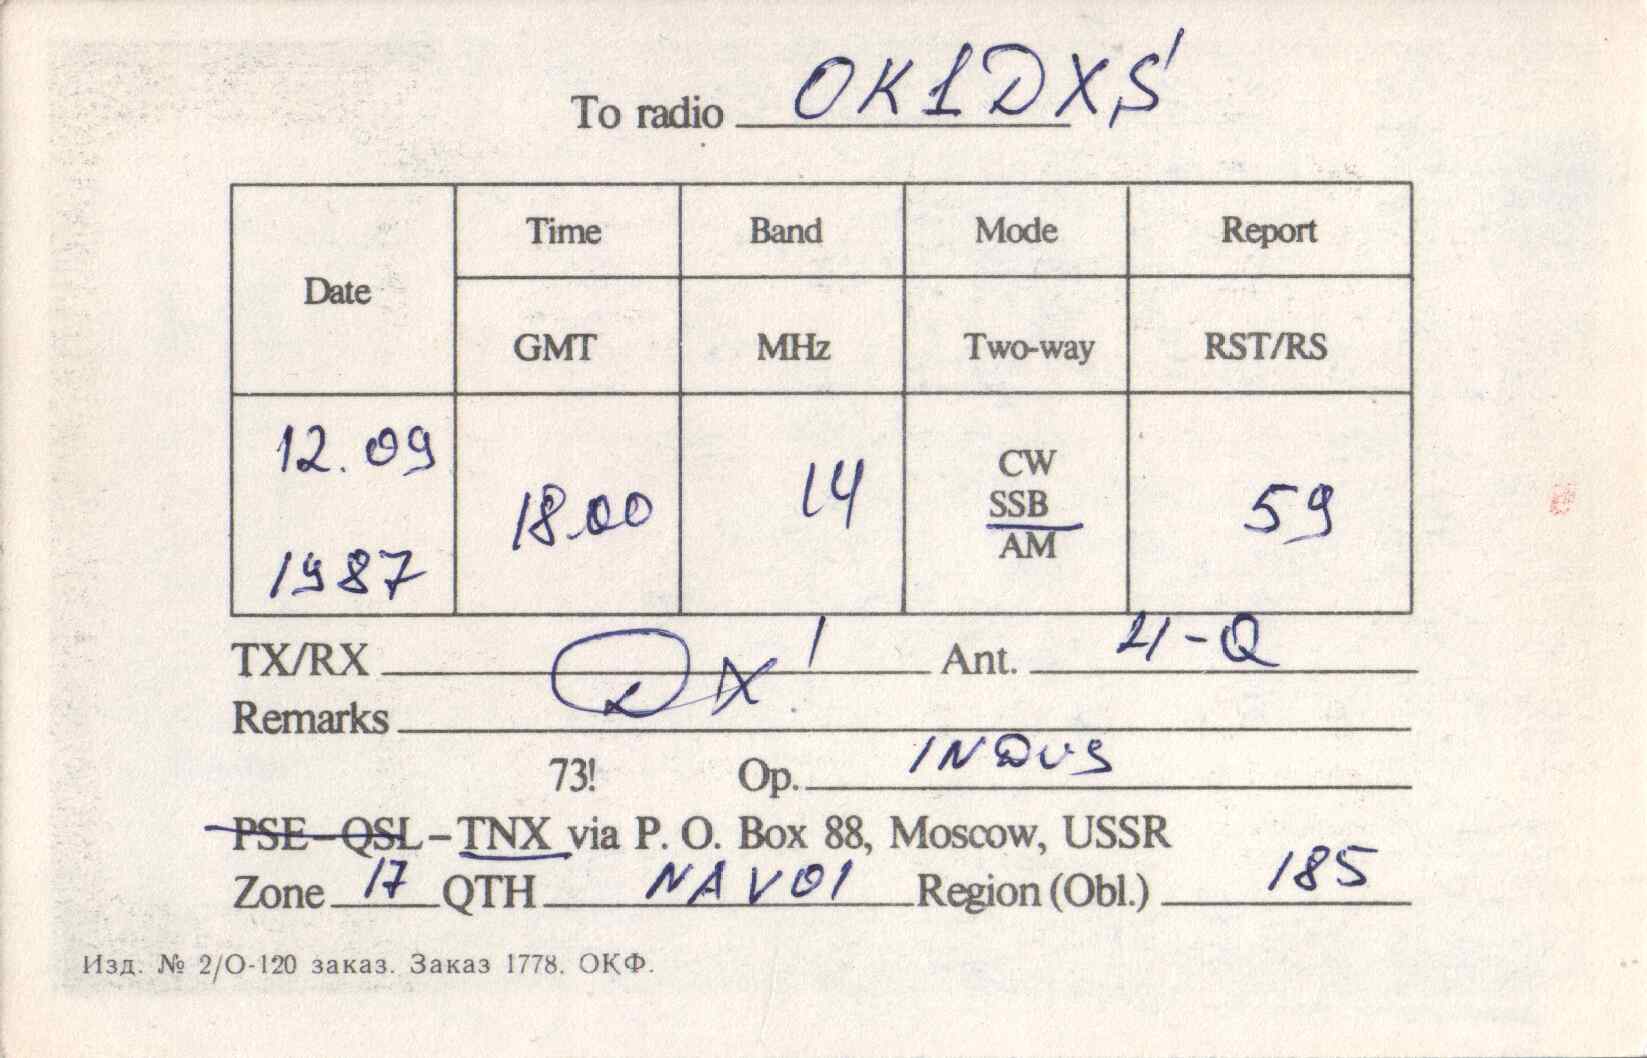 To radio OK1DXS
Date Time Band Mode Report
GMT MHz Two-way RST/RS
12.09 1987 18.00 14 CW SSB AM 59
TX/RX DX! Ant. 4-Q
Remarks
73! Op. INDUS
PSE-QSL-TNX via P. O. Box 88, Moscow, USSR
Zone 17 QTH NAVOI Region (Obl.) 185
Изд. № 2/О-120 заказ. Заказ 1778. ОКФ.